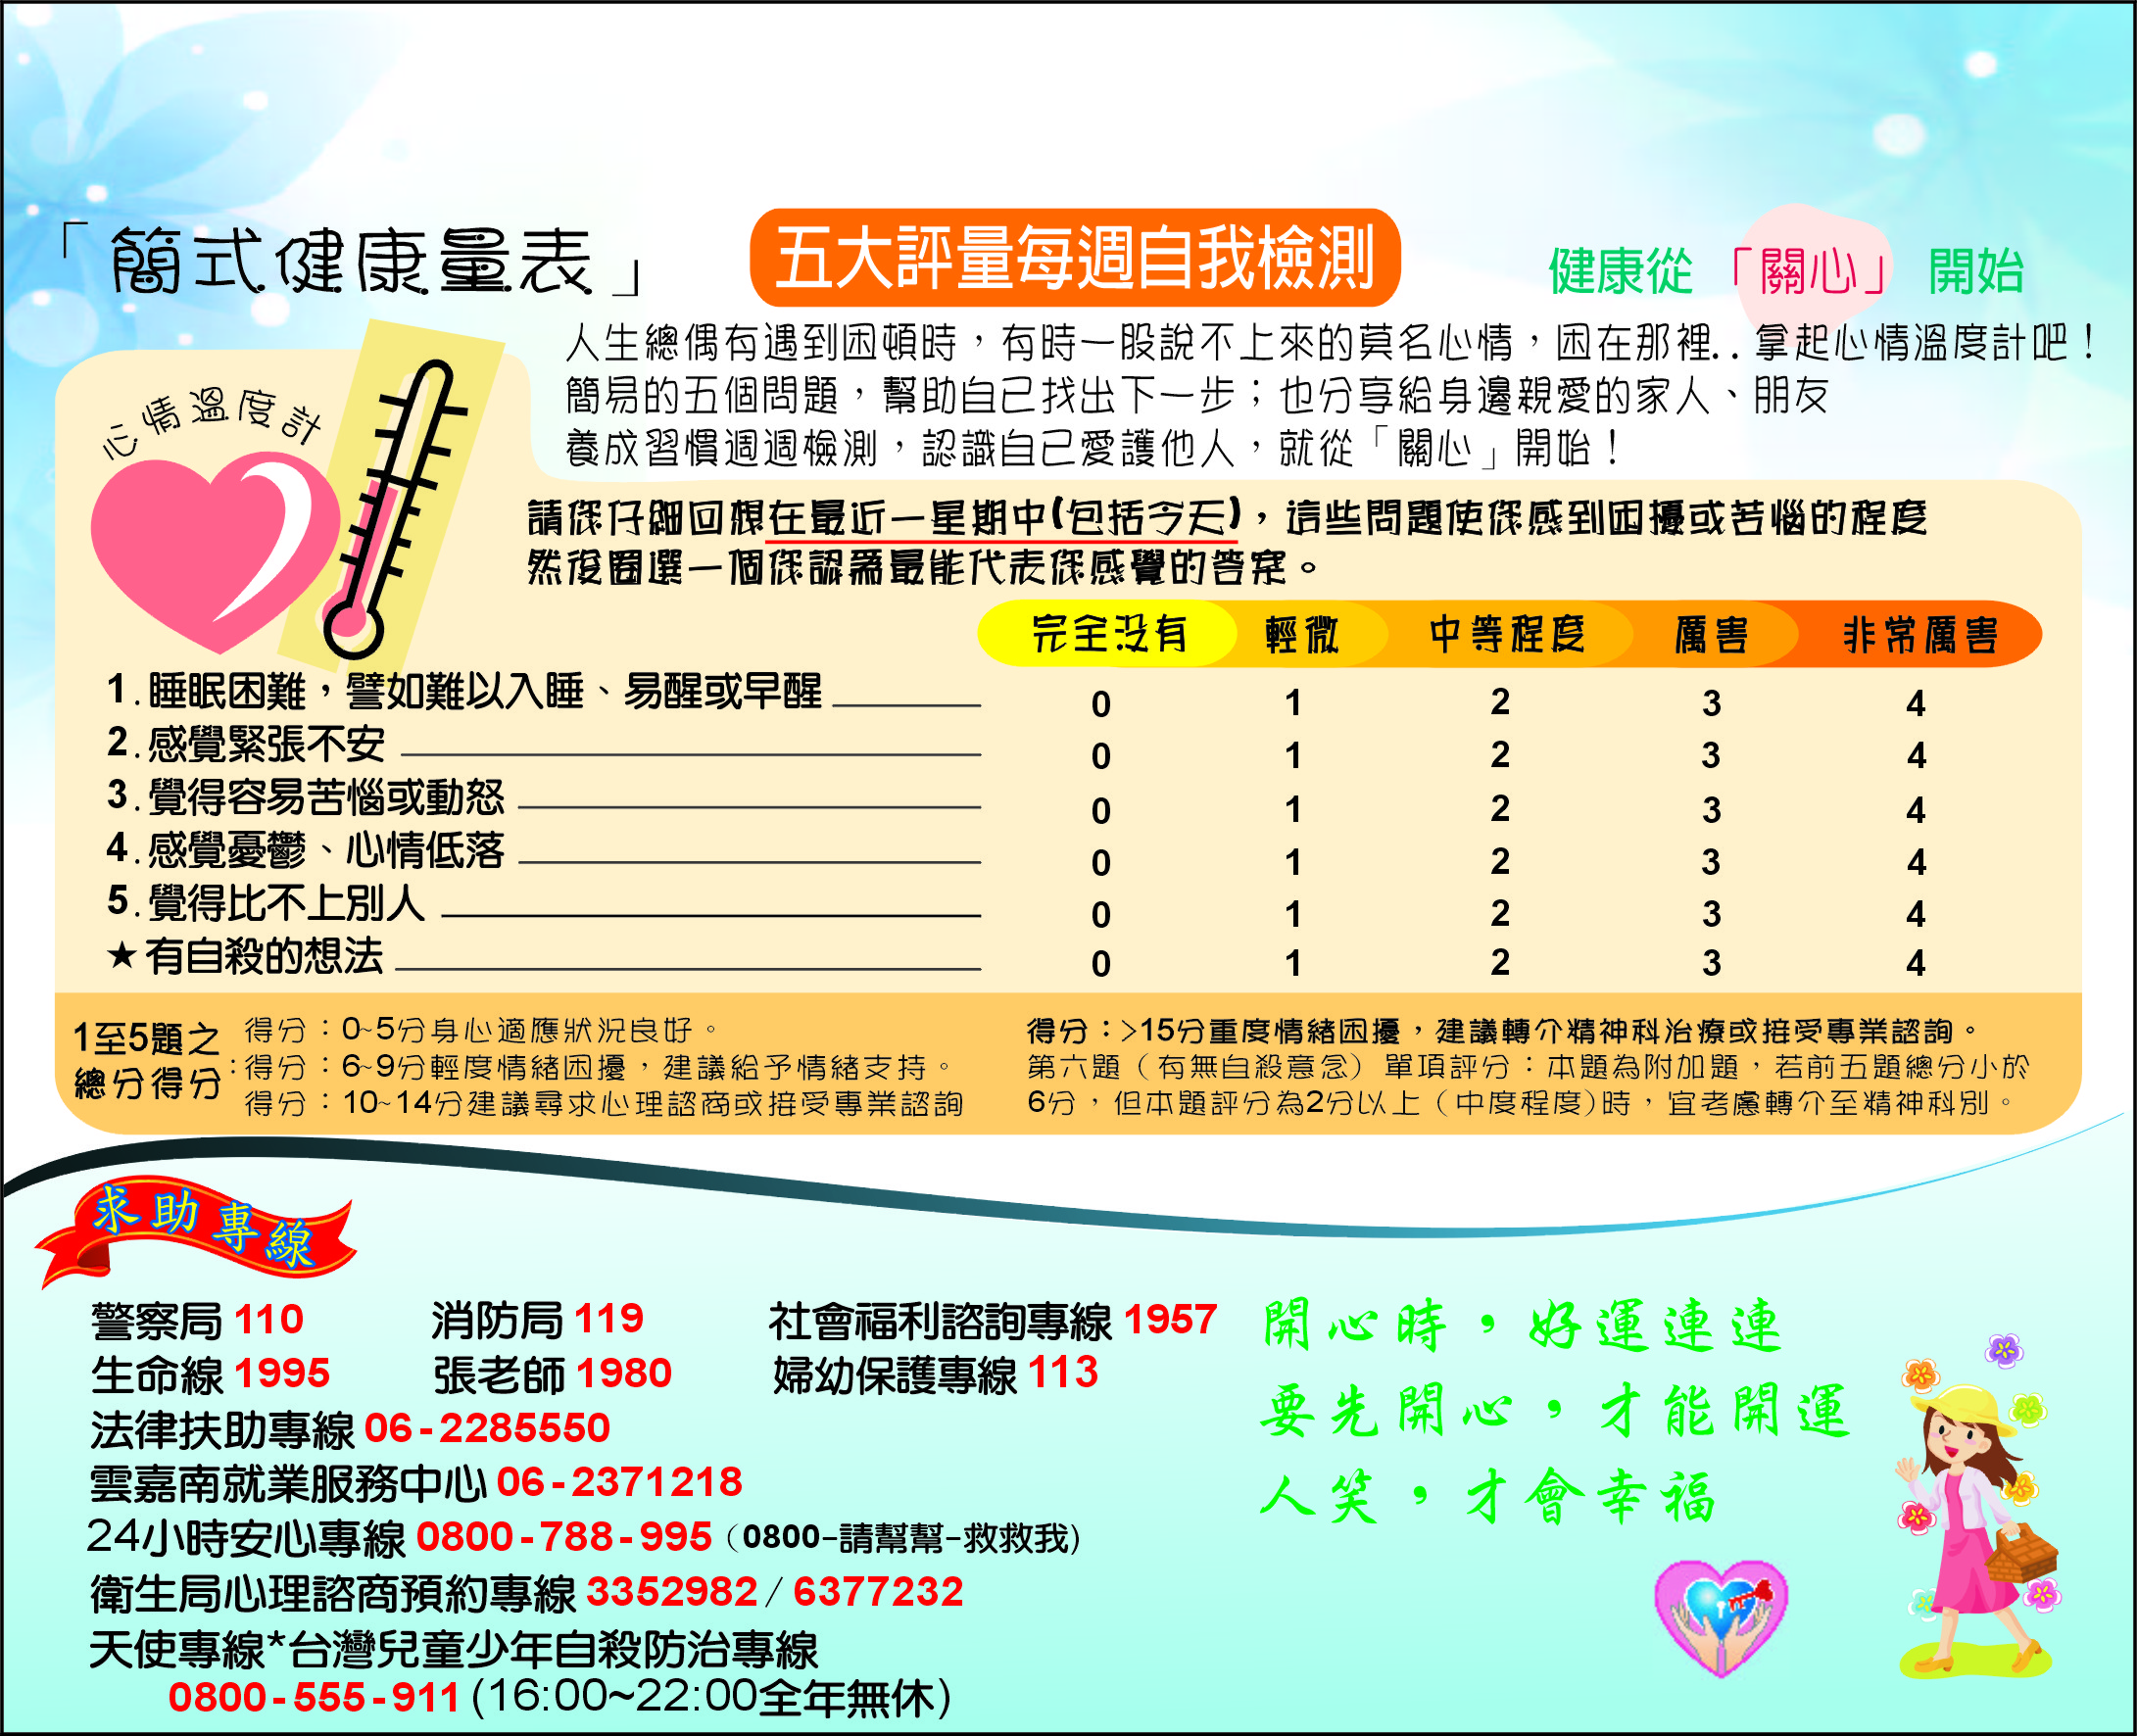 「簡式健康量表」
五大評量每週自我檢測
健康從「關心」開始
人生總偶有遇到困頓時，有時一股說不上來的莫名心情，困在那裡..拿起心情溫度計吧！
簡易的五個問題，幫助自己找出下一步；也分享給身邊親愛的家人、朋友
養成習慣週週檢測，認識自己愛護他人，就從「關心」開始！
心情溫度計
請您仔細回想在最近一星期中(包括今天)，這些問題使您感到困擾或苦惱的程度
然後圈選一個您認為最能代表您感覺的答案。
完全沒有 輕微 中等程度 厲害 非常厲害
1.睡眠困難，譬如難以入睡、易醒或早醒 0 1 2 3 4
2.感覺緊張不安 0 1 2 3 4
3.覺得容易苦惱或動怒 0 1 2 3 4
4.感覺憂鬱、心情低落 0 1 2 3 4
5.覺得比不上別人 0 1 2 3 4
★有自殺的想法 0 1 2 3 4
1至5題之
總分得分：
得分：0~5分身心適應狀況良好。
得分：6~9分輕度情緒困擾，建議給予情緒支持。
得分：10~14分建議尋求心理諮商或接受專業諮詢
得分：>15分重度情緒困擾，建議轉介精神科治療或接受專業諮詢。
第六題（有無自殺意念）單項評分：本題為附加題，若前五題總分小於
6分，但本題評分為2分以上（中度程度)時，宜考慮轉介至精神科別。
求助專線
警察局 110 消防局 119 社會福利諮詢專線 1957
生命線 1995 張老師 1980 婦幼保護專線 113
法律扶助專線 06-2285550
雲嘉南就業服務中心 06-2371218
24小時安心專線 0800-788-995（0800-請幫幫-救救我)
衛生局心理諮商預約專線 3352982/6377232
天使專線*台灣兒童少年自殺防治專線
0800-555-911 (16:00~22:00全年無休)
開心時，好運連連
要先開心，才能開運
人笑，才會幸福